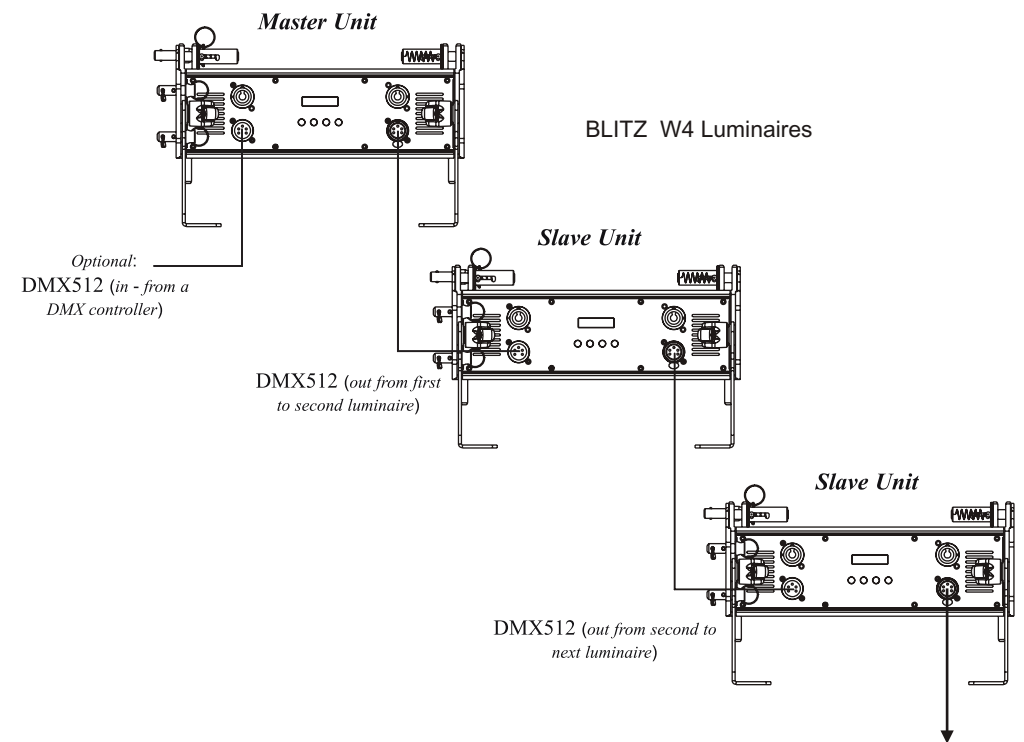 Master Unit
BLITZ  W4 Luminaires
Slave Unit
Optional:
DMX512 (in - from a
DMX controller)
DMX512 (out from first
to second luminaire)
Slave Unit
DMX512 (out from second to
next luminaire)